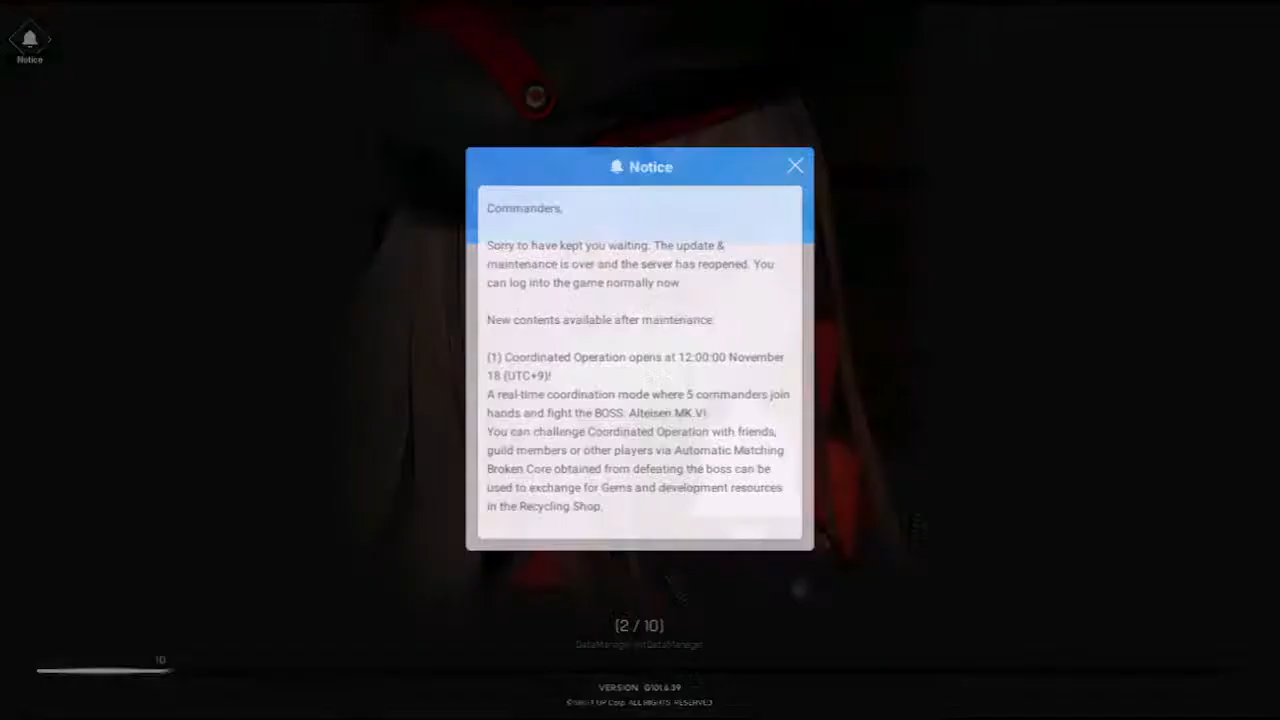 Notice
Notice
Commanders,
Sorry to have kept you waiting. The update &
maintenance is over and the server has reopened. You
can log into the game normally now
New contents available after maintenance:
(1) Coordinated Operation opens at 12:00:00 November
18 (UTC+9)!
A real-time coordination mode where 5 commanders join
hands and fight the BOSS: Alteisen MK.VI
You can challenge Coordinated Operation with friends,
guild members or other players via Automatic Matching
Broken Core obtained from defeating the boss can be
used to exchange for Gems and development resources
in the Recycling Shop.
(2 / 10)
10
VERSION
Corp. ALL RIGHTS RESERVED